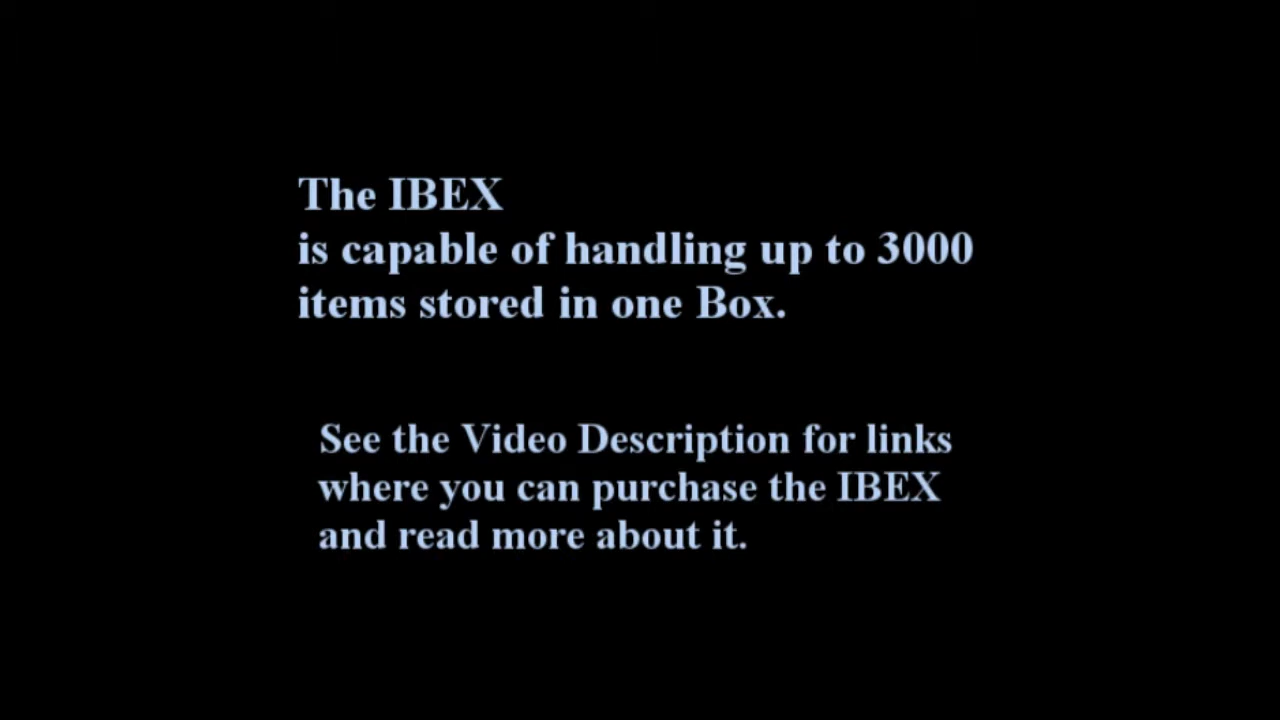 The IBEX
is capable of handling up to 3000
items stored in one Box.
See the Video Description for links
where you can purchase the IBEX
and read more about it.